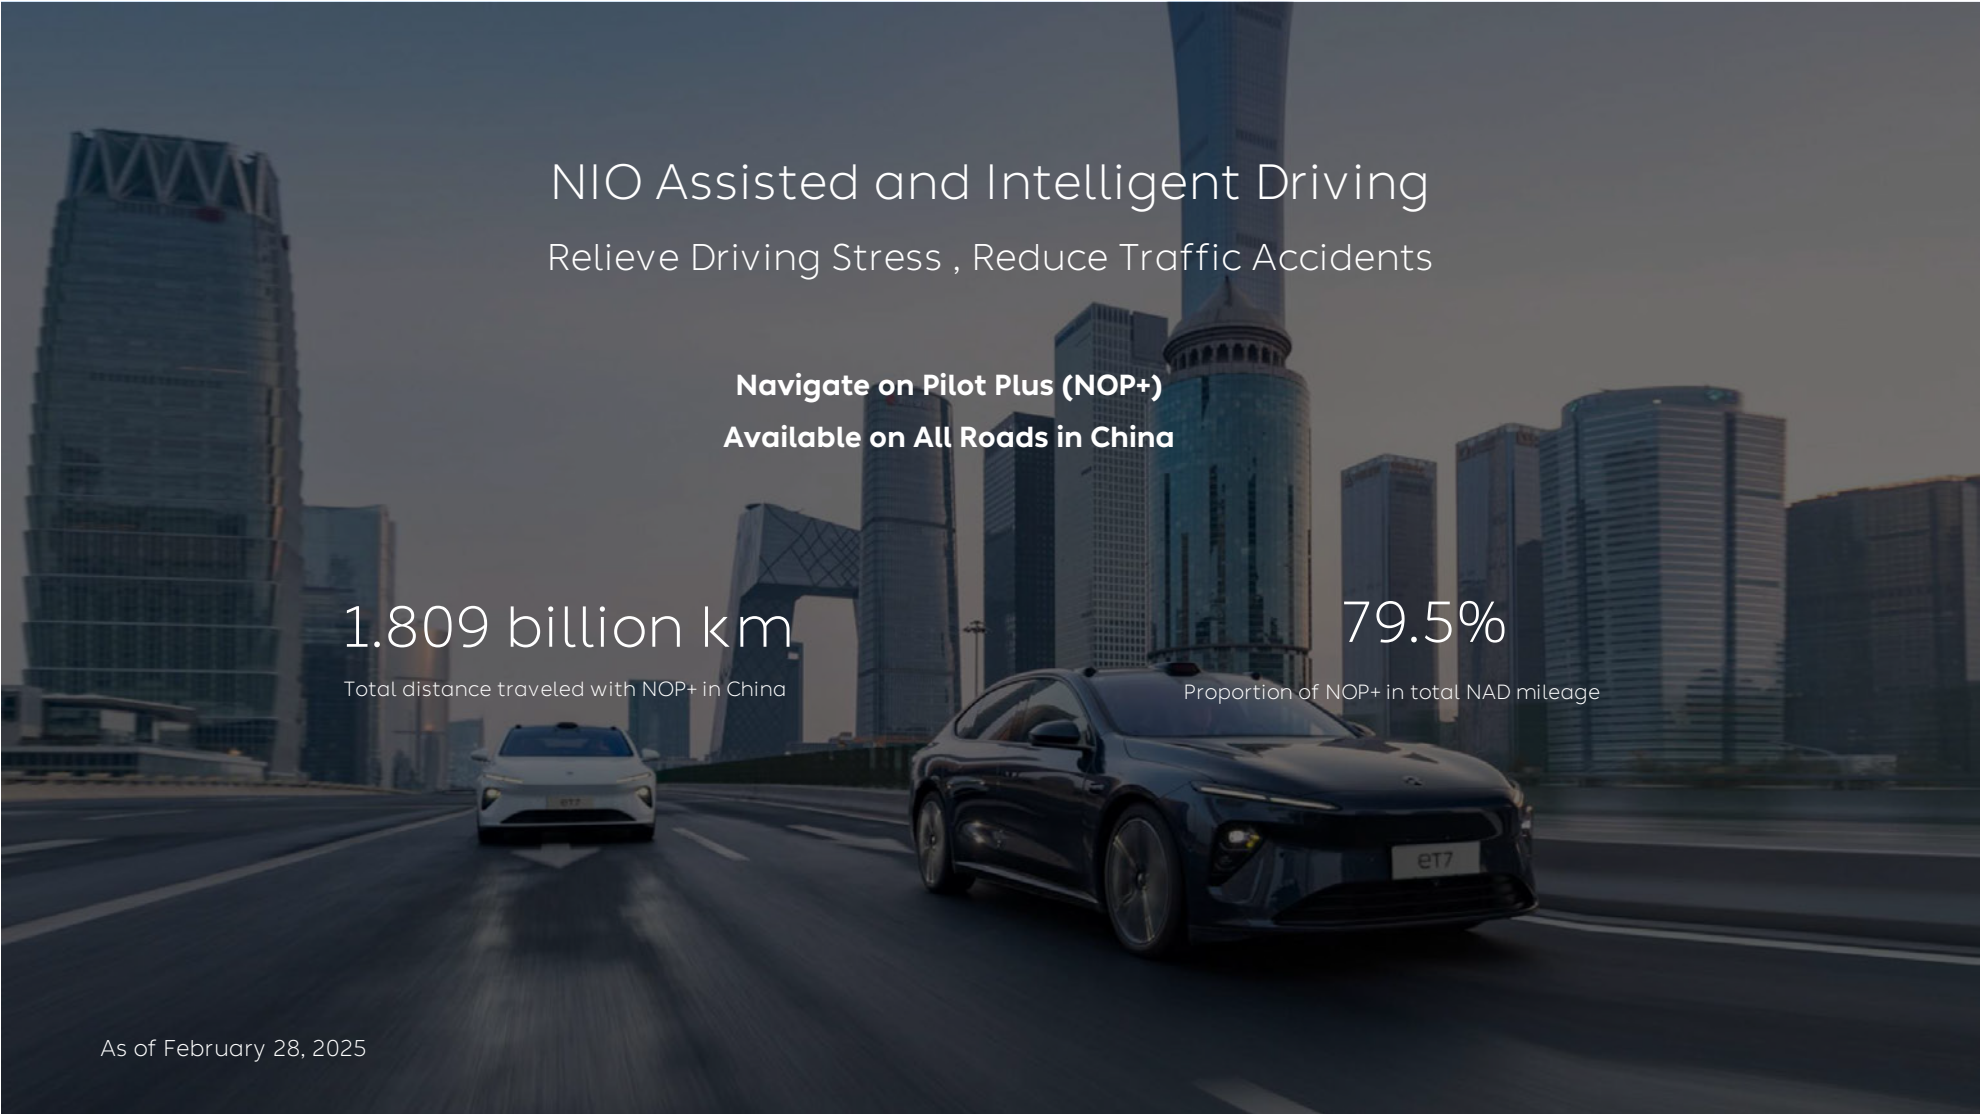 NIO Assisted and Intelligent Driving
Relieve Driving Stress , Reduce Traffic Accidents
Navigate on Pilot Plus (NOP+)
Available on All Roads in China
1.809 billion km
Total distance traveled with NOP+ in China
79.5%
Proportion of NOP+ in total NAD mileage
eT7
eT7
As of February 28, 2025